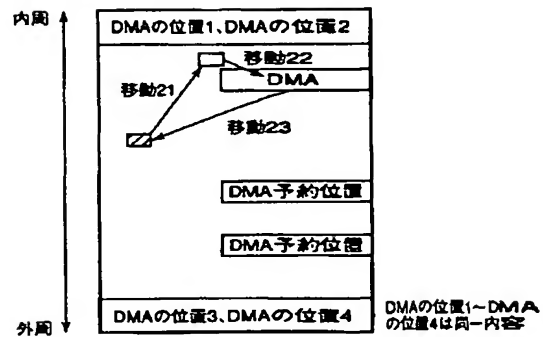 内周
DMAの位置1、DMAの位置2
移動22
DMA
移動21
移動23
DMA予約位置
DMA予約位置
DMAの位置3、DMAの位置4
外周
DMAの位置1~DMA
の位置4は同一内容